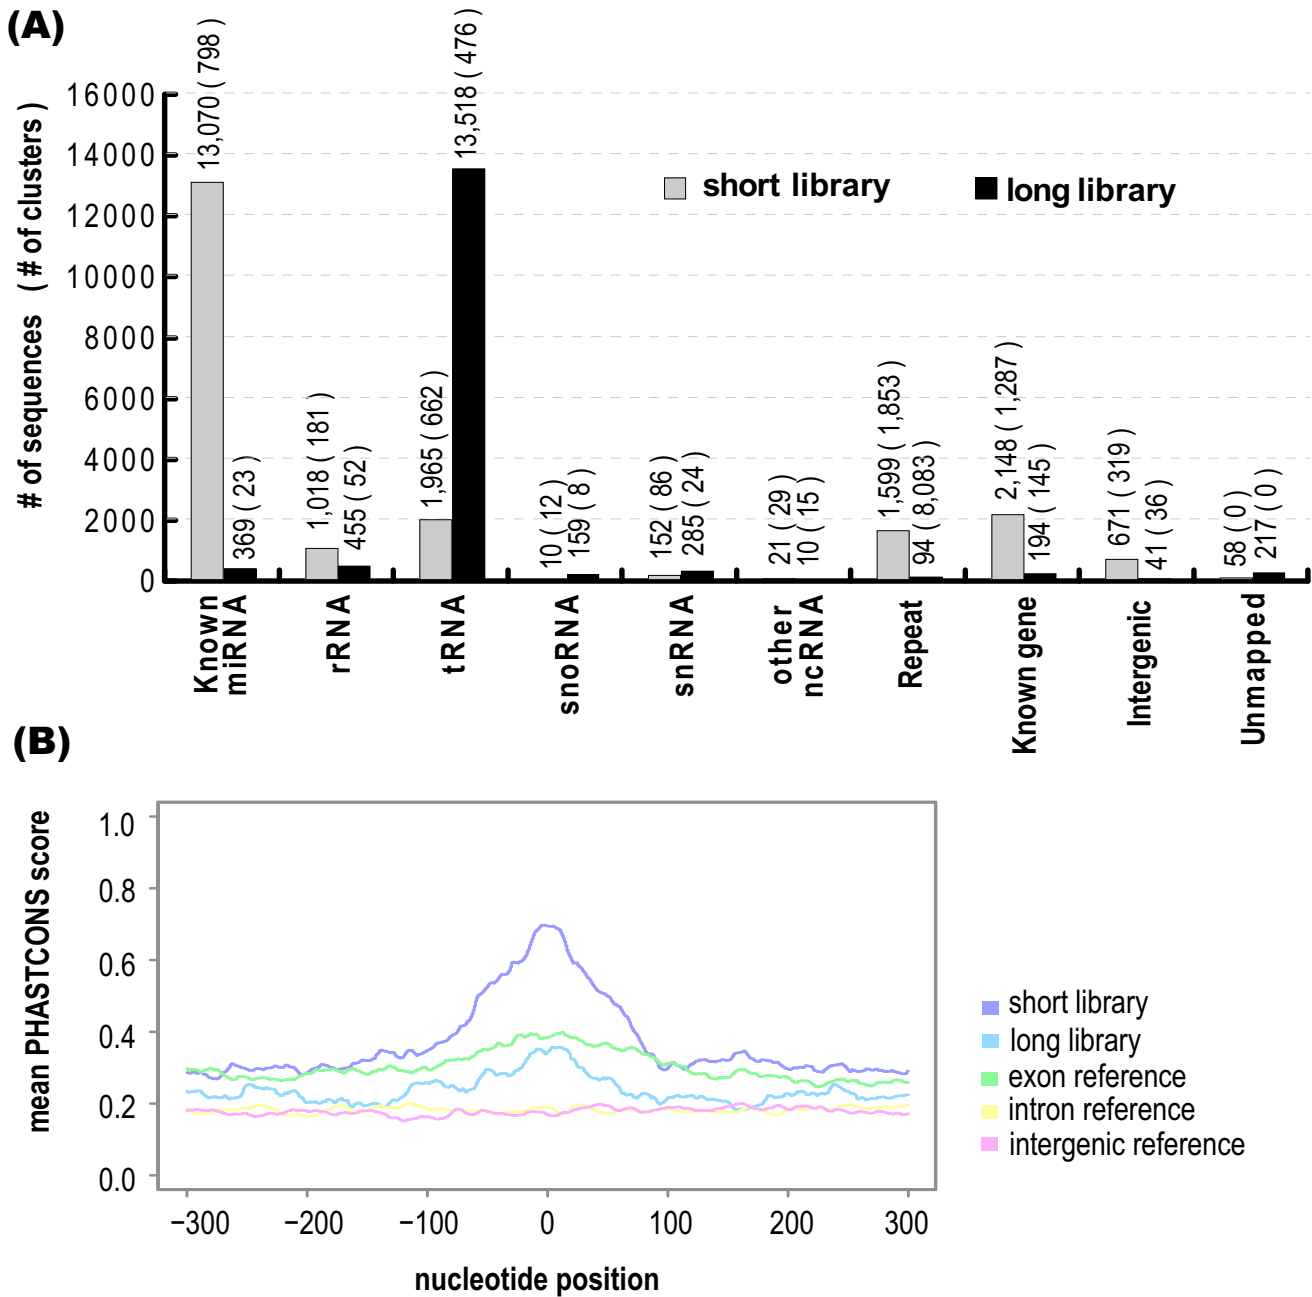 (A)
# of sequences ( # of clusters )
16000
14000
12000
10000
8000
6000
4000
2000
0
13,070 ( 798 )
369 ( 23 )
1,018 ( 181 )
455 ( 52 )
1,965 ( 662 )
13,518 ( 476 )
10 ( 12 )
159 ( 8 )
152 ( 86 )
285 ( 24 )
21 ( 29 )
10 ( 15 )
1,599 ( 1,853 )
94 ( 8,083 )
2,148 ( 1,287 )
194 ( 145 )
671 ( 319 )
41 ( 36 )
58 ( 0 )
217 ( 0 )
short library
long library
Known
miRNA
rRNA
tRNA
snoRNA
snRNA
other
ncRNA
Repeat
Known gene
Intergenic
Unmapped
(B)
mean PHASTCONS score
1.0
0.8
0.6
0.4
0.2
0.0
−300
−200
−100
0
100
200
300
nucleotide position
short library
long library
exon reference
intron reference
intergenic reference